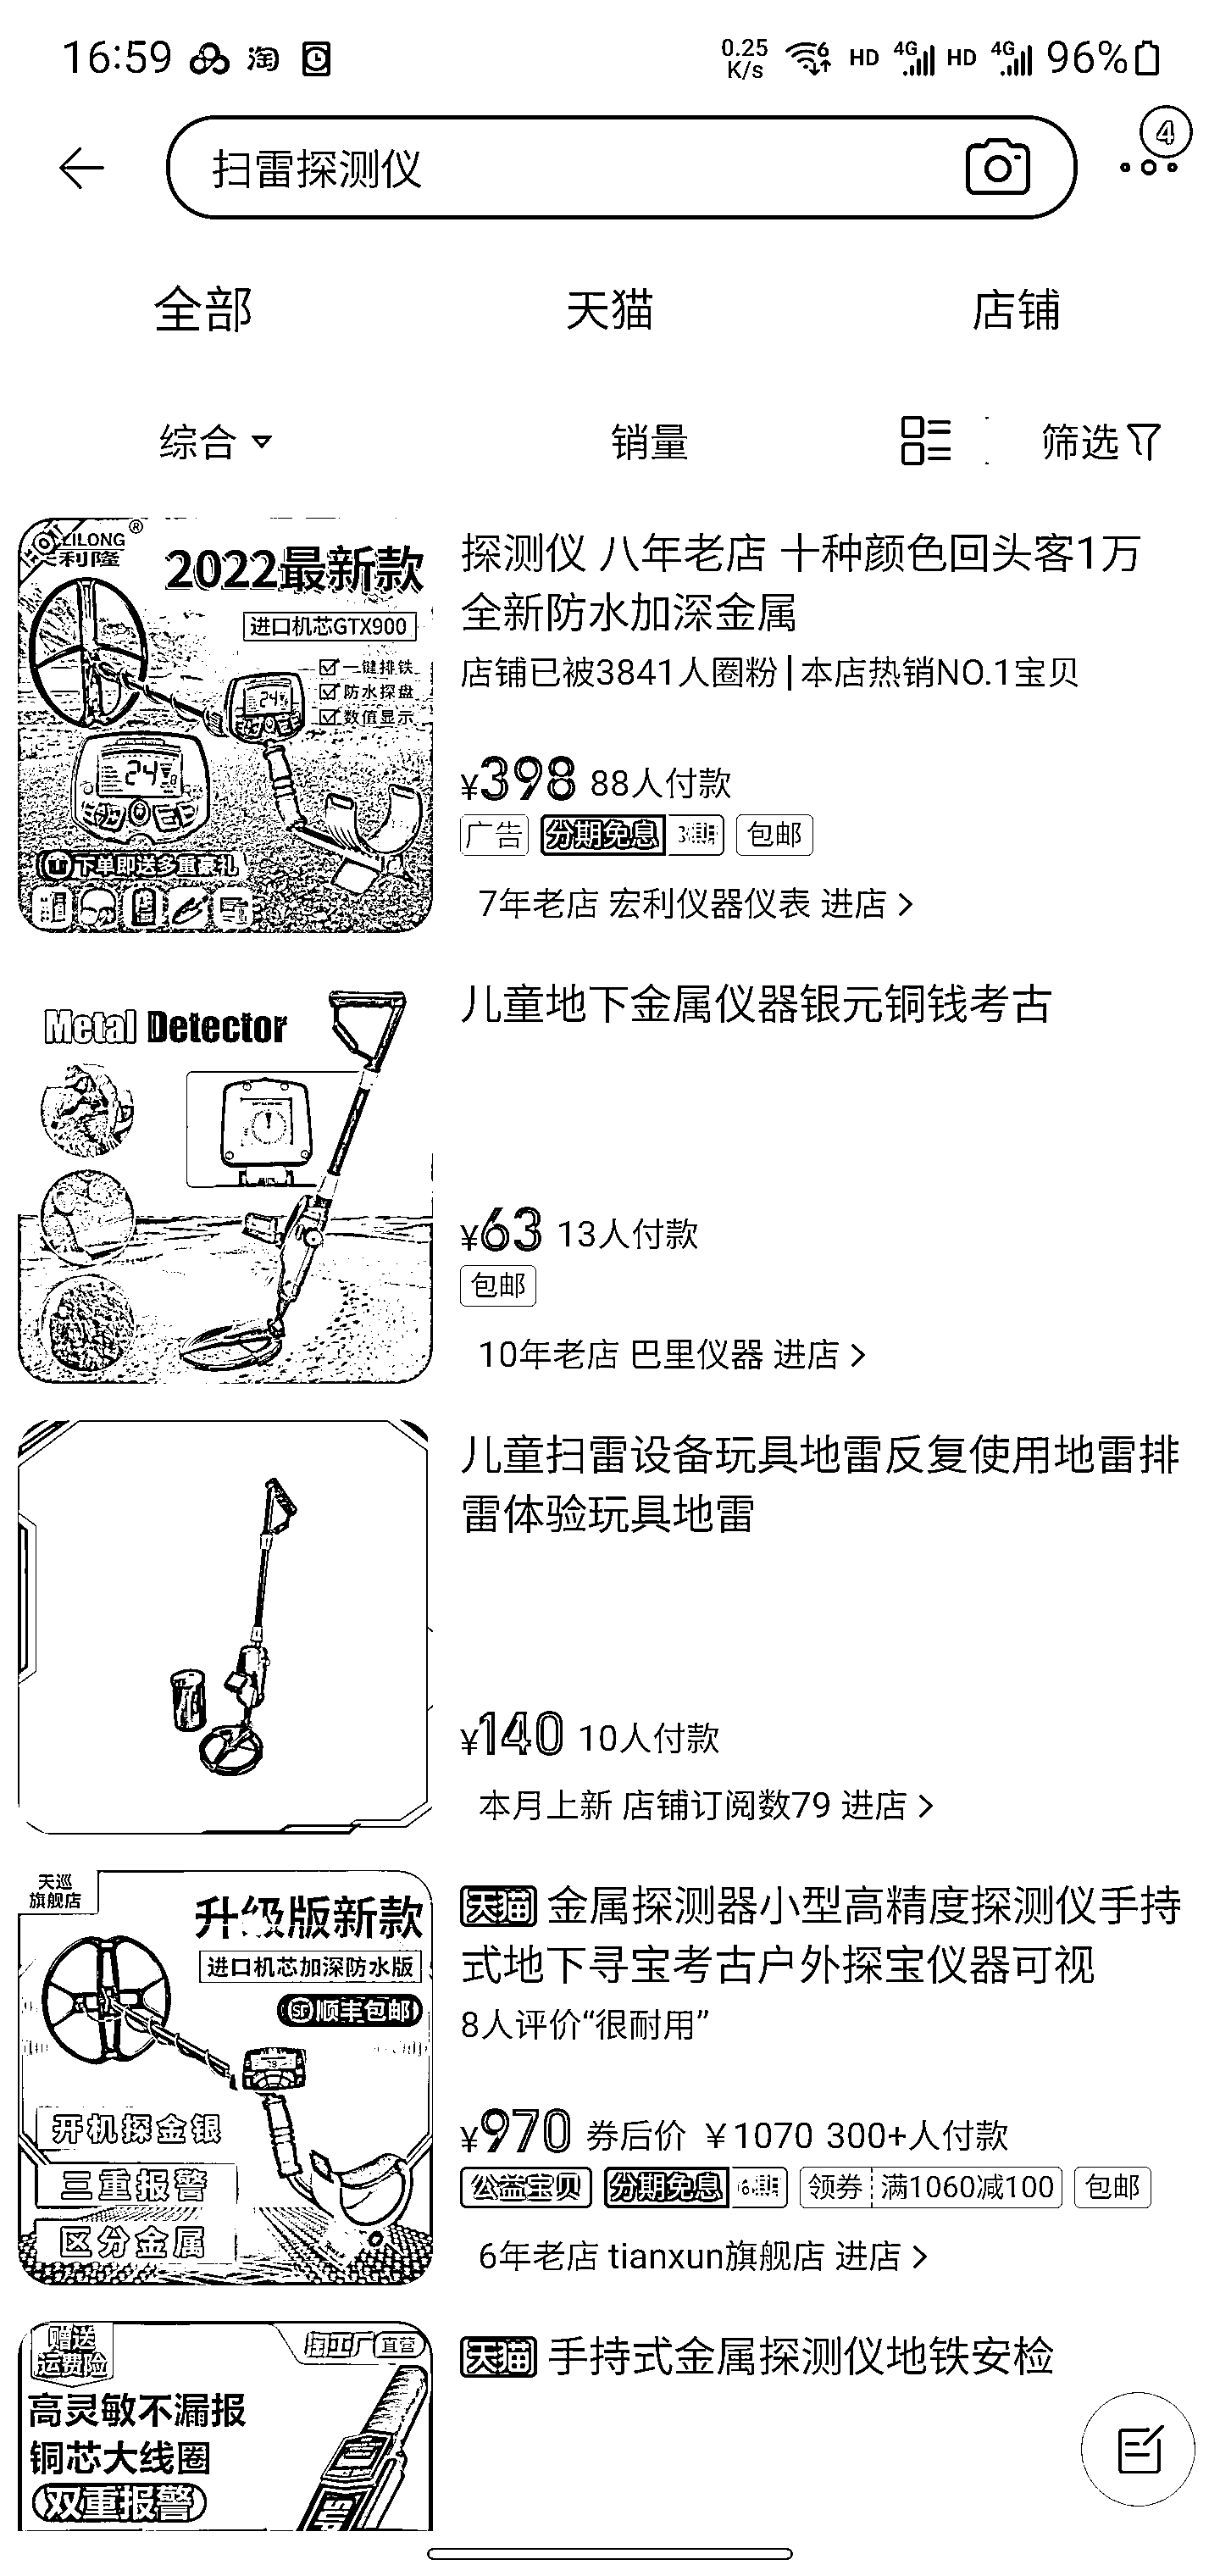 16:59 淘 0.25 K/s 6 HD 4G HD 4G 96%
4
扫雷探测仪
全部 天猫 店铺
综合 销量 筛选
ZILONG®
利隆
2022最新款
进口机芯GTX900
一键排铁
防水探盘
数值显示
24
24
下单即送多重豪礼
探测仪 八年老店 十种颜色回头客1万
全新防水加深金属
店铺已被3841人圈粉|本店热销NO.1宝贝
¥398 88人付款
广告 分期免息 3期 包邮
7年老店 宏利仪器仪表 进店 >
Metal Detector
儿童地下金属仪器银元铜钱考古
¥63 13人付款
包邮
10年老店 巴里仪器 进店 >
儿童扫雷设备玩具地雷反复使用地雷排
雷体验玩具地雷
¥140 10人付款
本月上新 店铺订阅数79 进店 >
天巡
旗舰店
升级版新款
进口机芯加深防水版
SF 顺丰包邮
开机探金银
三重报警
区分金属
天猫 金属探测器小型高精度探测仪手持
式地下寻宝考古户外探宝仪器可视
8人评价“很耐用”
¥970 券后价 ¥1070 300+人付款
公益宝贝 分期免息 6期 领券 满1060减100 包邮
6年老店 tianxun旗舰店 进店 >
赠送
运费险
淘工厂 直营
高灵敏不漏报
铜芯大线圈
双重报警
天猫 手持式金属探测仪地铁安检